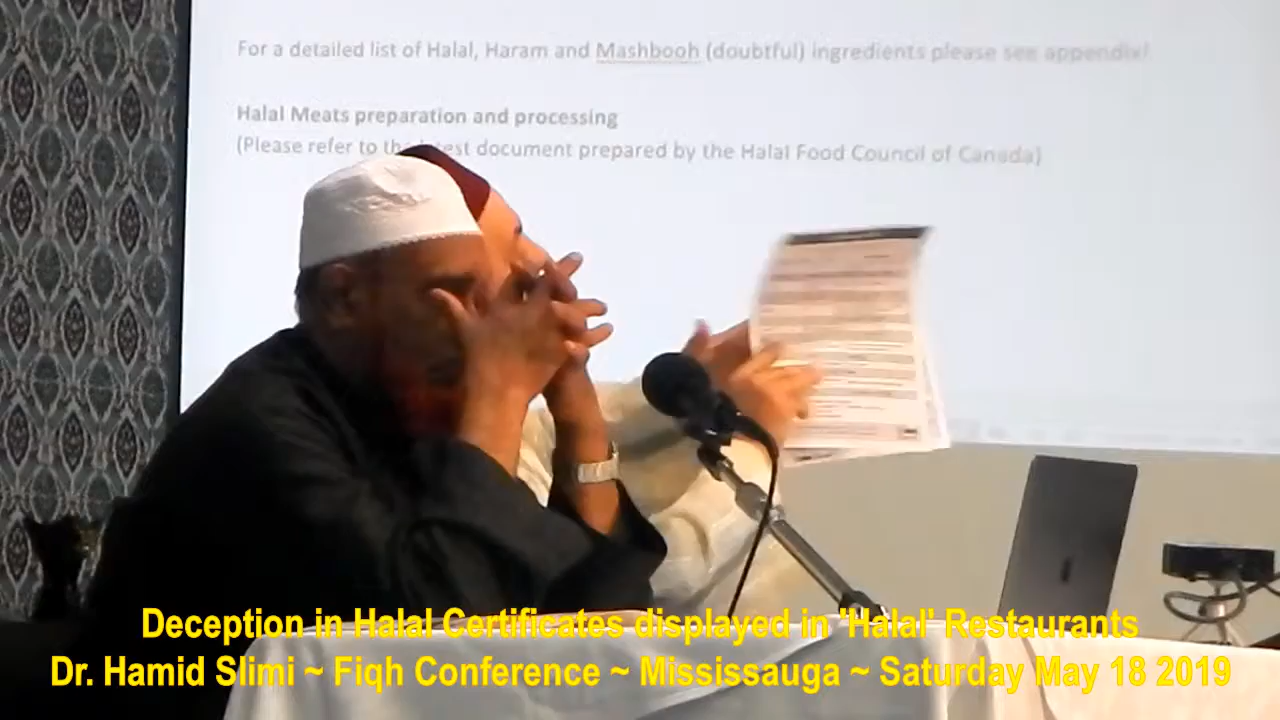 For a detailed list of Halal, Haram and Mashbooh (doubtful) ingredients please see appendix!
Halal Meats preparation and processing
(Please refer to the latest document prepared by the Halal Food Council of Canada)
Deception in Halal Certificates displayed in 'Halal' Restaurants
Dr. Hamid Slimi ~ Fiqh Conference ~ Mississauga ~ Saturday May 18 2019